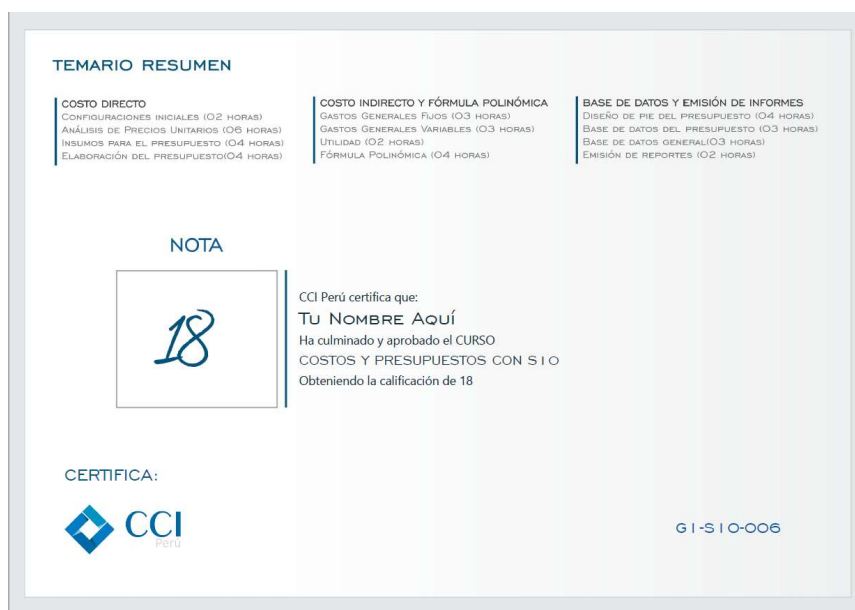 TEMARIO RESUMEN
COSTO DIRECTO
CONFIGURACIONES INICIALES (02 HORAS)
ANÁLISIS DE PRECIOS UNITARIOS (06 HORAS)
INSUMOS PARA EL PRESUPUESTO (04 HORAS)
ELABORACIÓN DEL PRESUPUESTO(04 HORAS)
COSTO INDIRECTO Y FÓRMULA POLINÓMICA
GASTOS GENERALES FIJOS (03 HORAS)
GASTOS GENERALES VARIABLES (03 HORAS)
UTILIDAD (02 HORAS)
FÓRMULA POLINÓMICA (04 HORAS)
BASE DE DATOS Y EMISIÓN DE INFORMES
DISEÑO DE PIE DEL PRESUPUESTO (04 HORAS)
BASE DE DATOS DEL PRESUPUESTO (03 HORAS)
BASE DE DATOS GENERAL(03 HORAS)
EMISIÓN DE REPORTES (02 HORAS)
NOTA
18
CCI Perú certifica que:
TU NOMBRE AQUÍ
Ha culminado y aprobado el CURSO
COSTOS Y PRESUPUESTOS CON S10
Obteniendo la calificación de 18
CERTIFICA:
CCI
Perú
GI-S10-006